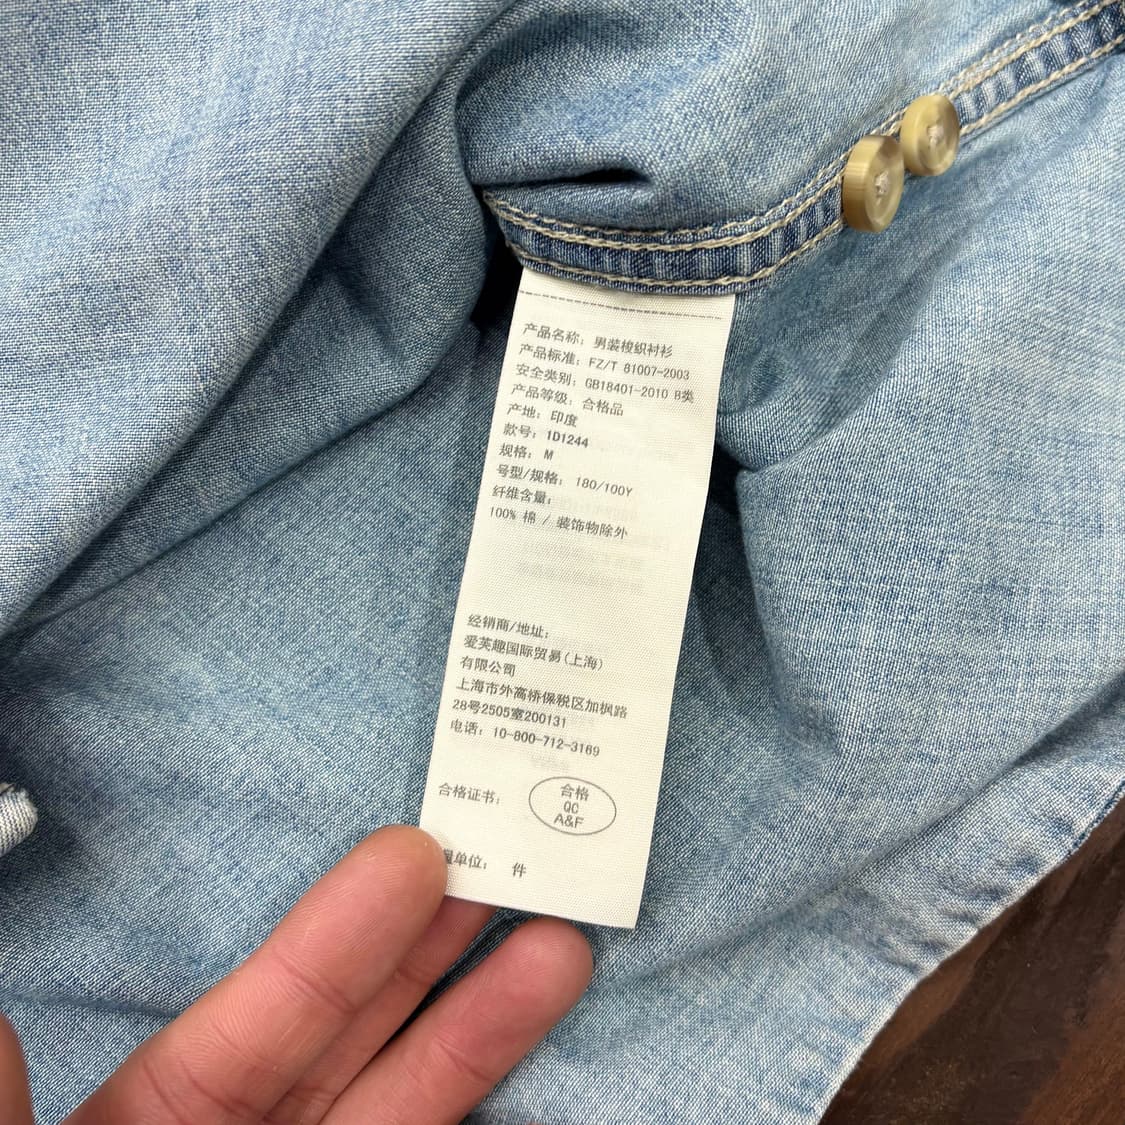 产品名称: 男装梭织衬衫
产品标准: FZ/T 81007-2003
安全类别: GB18401-2010 B类
产品等级: 合格品
产地: 印度
款号: 1D1244
规格: M
号型/规格: 180/100Y
纤维含量:
100% 棉 / 装饰物除外
经销商/地址:
爱芙趣国际贸易(上海)
有限公司
上海市外高桥保税区加枫路
28号2505室200131
电话: 10-800-712-3169
合格证书:
合格
QC
A&F
单位: 件